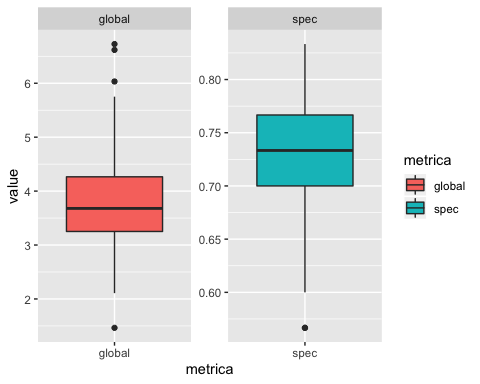 global
spec
value
6
5
4
3
2
0.80
0.75
0.70
0.65
0.60
global
spec
metrica
metrica
global
spec